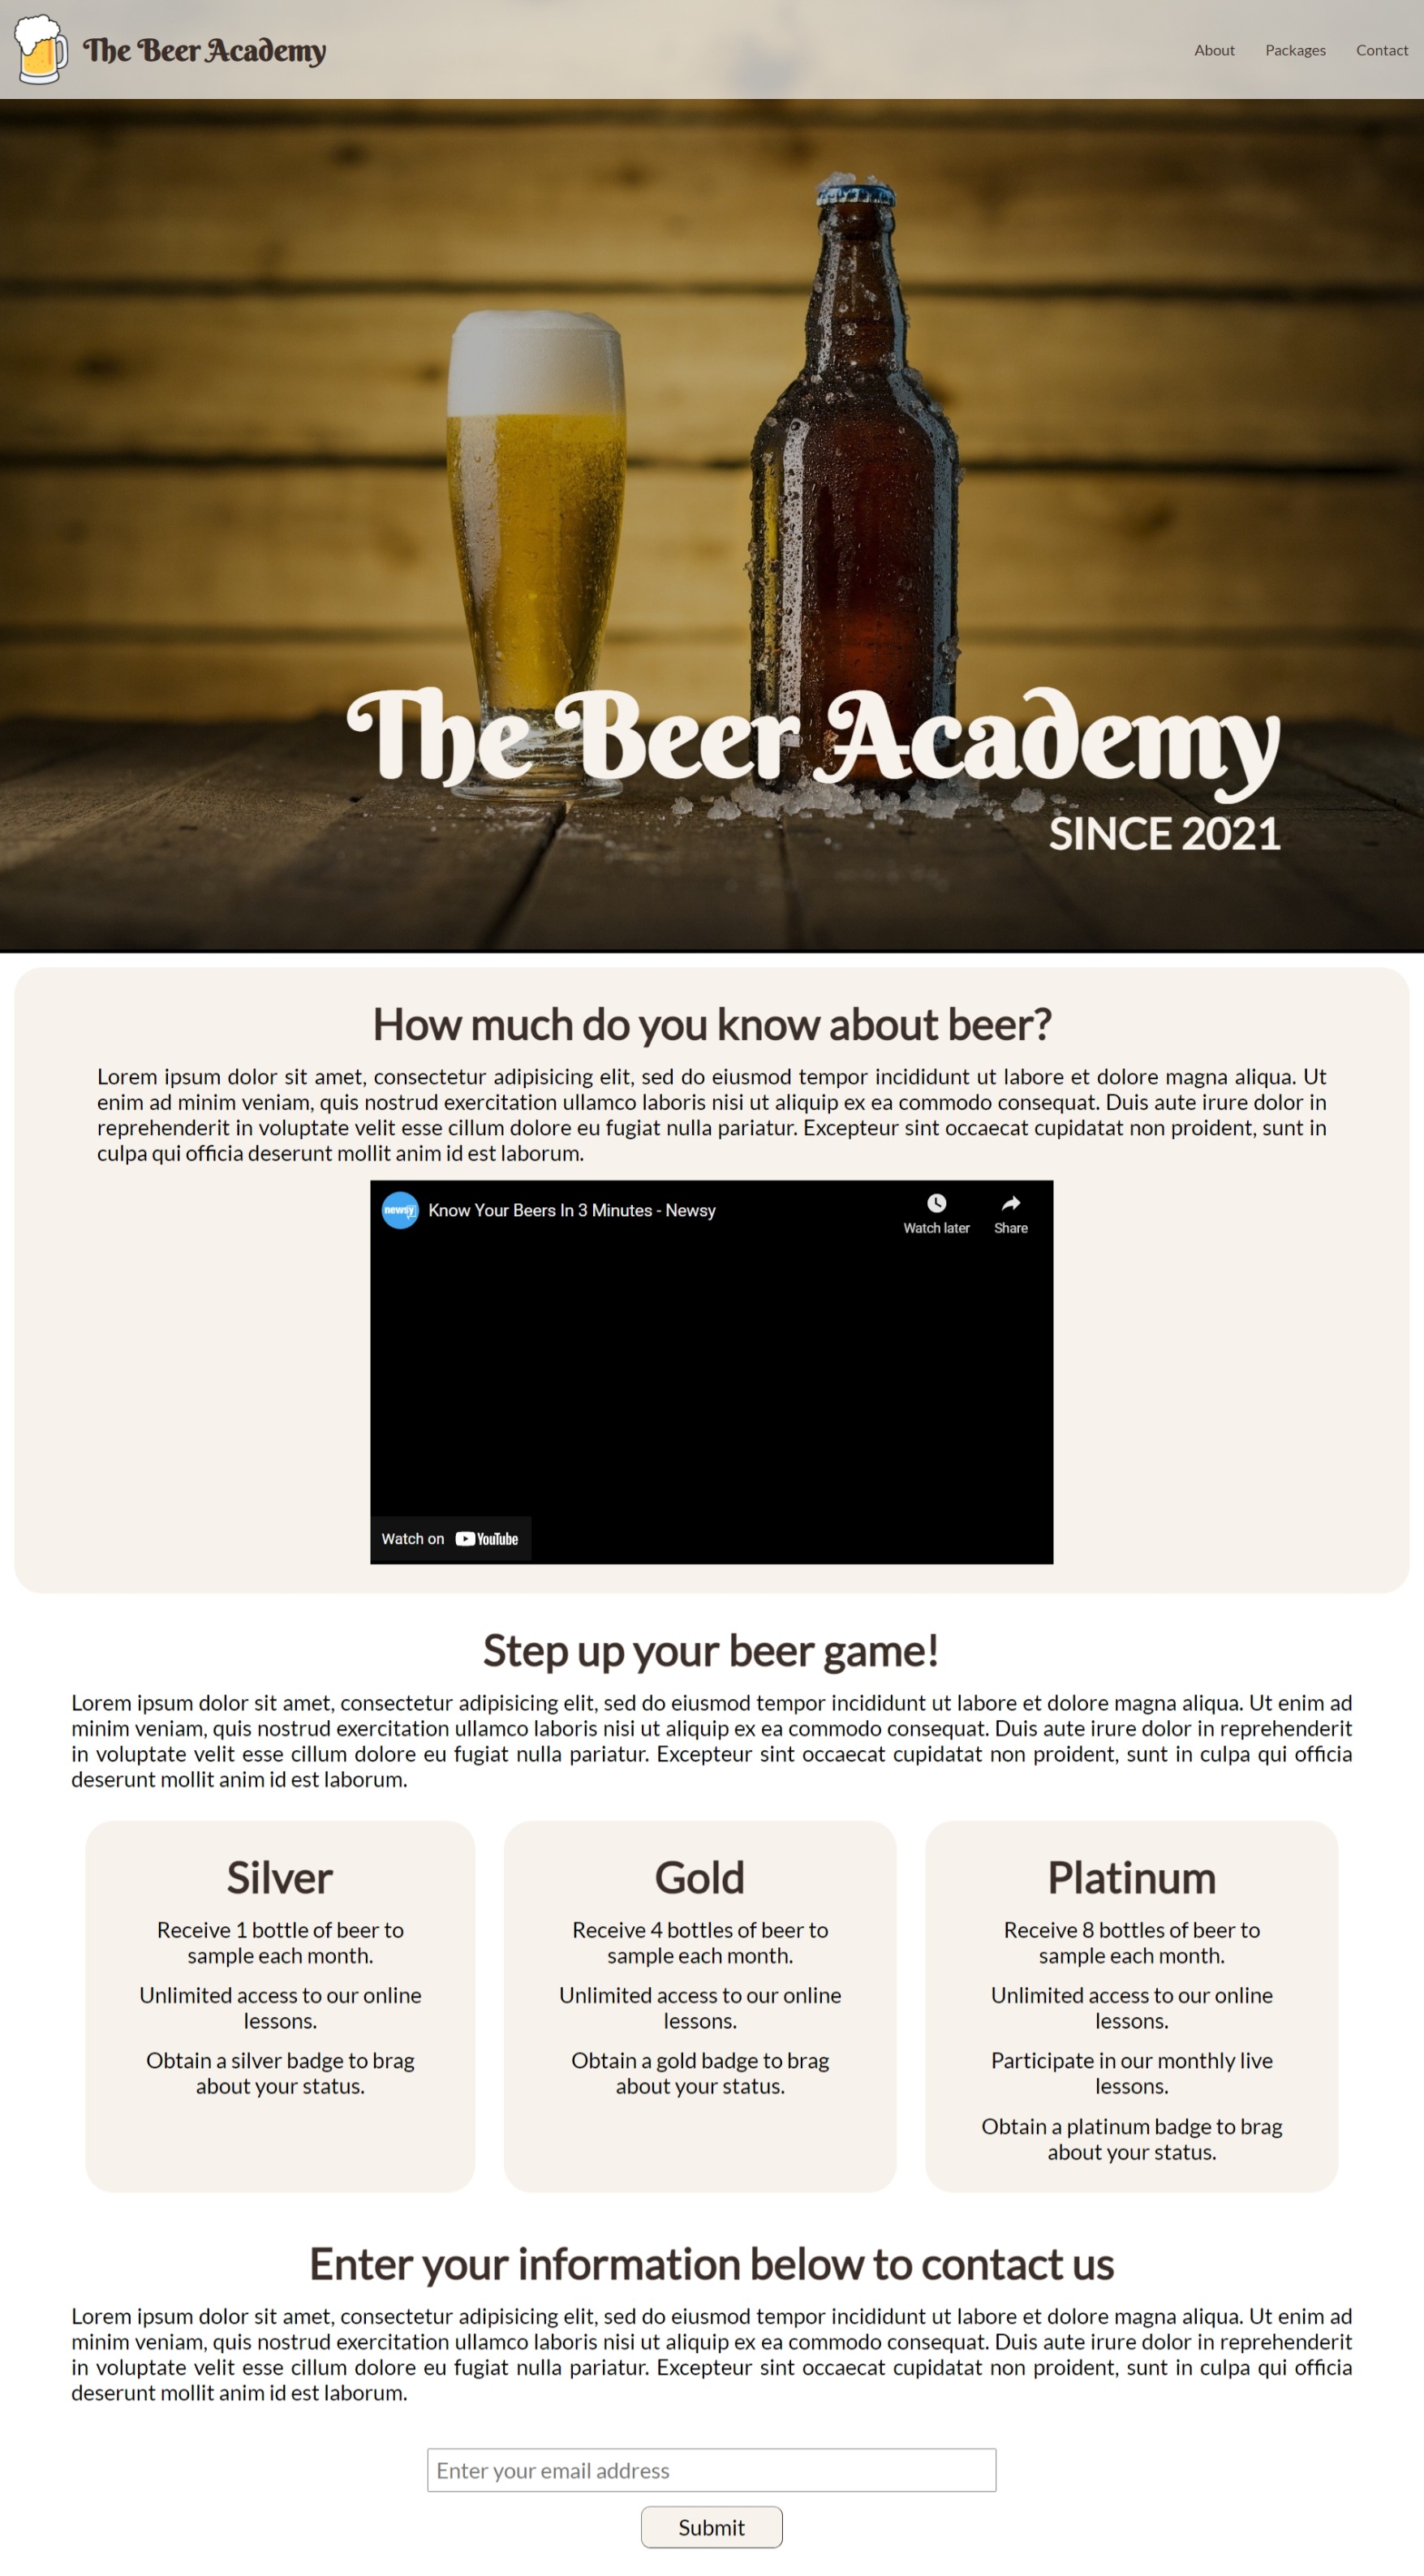 The Beer Academy
About Packages Contact
The Beer Academy
SINCE 2021
How much do you know about beer?
Lorem ipsum dolor sit amet, consectetur adipisicing elit, sed do eiusmod tempor incididunt ut labore et dolore magna aliqua. Ut
enim ad minim veniam, quis nostrud exercitation ullamco laboris nisi ut aliquip ex ea commodo consequat. Duis aute irure dolor in
reprehenderit in voluptate velit esse cillum dolore eu fugiat nulla pariatur. Excepteur sint occaecat cupidatat non proident, sunt in
culpa qui officia deserunt mollit anim id est laborum.
newsy
Know Your Beers In 3 Minutes - Newsy
Watch later
Share
Watch on YouTube
Step up your beer game!
Lorem ipsum dolor sit amet, consectetur adipisicing elit, sed do eiusmod tempor incididunt ut labore et dolore magna aliqua. Ut enim ad
minim veniam, quis nostrud exercitation ullamco laboris nisi ut aliquip ex ea commodo consequat. Duis aute irure dolor in reprehenderit
in voluptate velit esse cillum dolore eu fugiat nulla pariatur. Excepteur sint occaecat cupidatat non proident, sunt in culpa qui officia
deserunt mollit anim id est laborum.
Silver
Receive 1 bottle of beer to
sample each month.
Unlimited access to our online
lessons.
Obtain a silver badge to brag
about your status.
Gold
Receive 4 bottles of beer to
sample each month.
Unlimited access to our online
lessons.
Obtain a gold badge to brag
about your status.
Platinum
Receive 8 bottles of beer to
sample each month.
Unlimited access to our online
lessons.
Participate in our monthly live
lessons.
Obtain a platinum badge to brag
about your status.
Enter your information below to contact us
Lorem ipsum dolor sit amet, consectetur adipisicing elit, sed do eiusmod tempor incididunt ut labore et dolore magna aliqua. Ut enim ad
minim veniam, quis nostrud exercitation ullamco laboris nisi ut aliquip ex ea commodo consequat. Duis aute irure dolor in reprehenderit
in voluptate velit esse cillum dolore eu fugiat nulla pariatur. Excepteur sint occaecat cupidatat non proident, sunt in culpa qui officia
deserunt mollit anim id est laborum.
Enter your email address
Submit